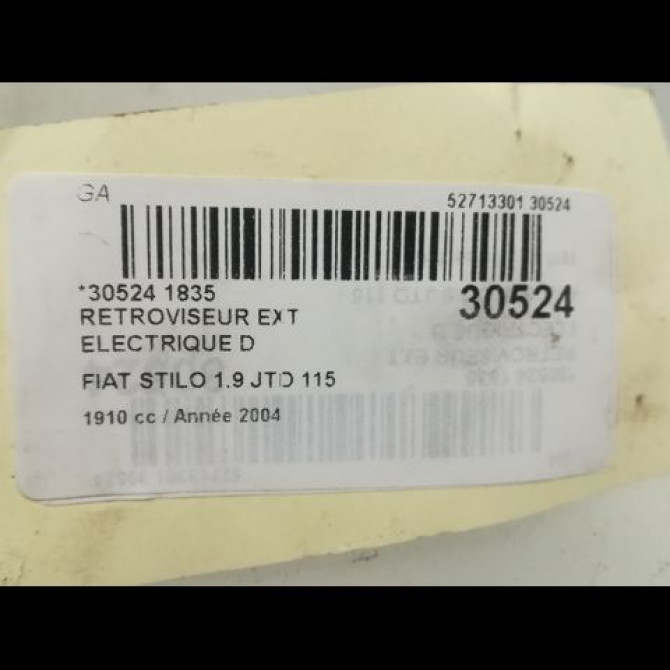 GA
52713301 30524
*30524 1835
30524
RETROVISEUR EXT
ELECTRIQUE D
FIAT STILO 1.9 JTD 115
1910 cc / Année 2004